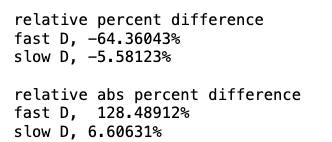 relative percent difference
fast D, -64.36043%
slow D, -5.58123%

relative abs percent difference
fast D,  128.48912%
slow D, 6.60631%